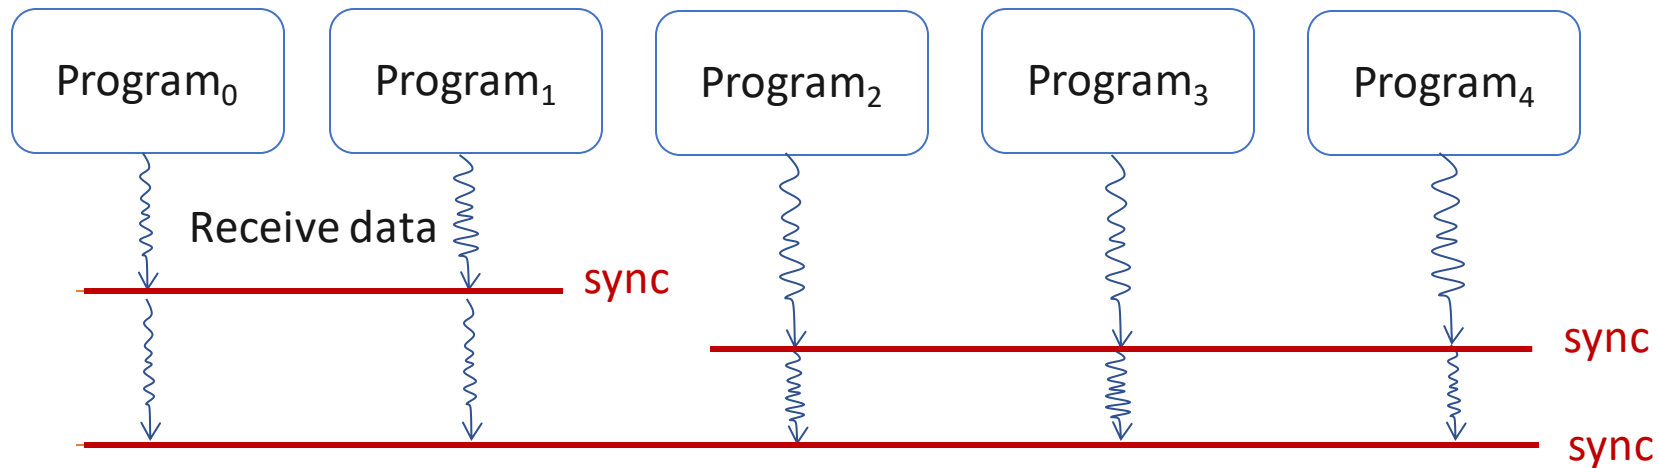 Program₀ Program₁ Program₂ Program₃ Program₄
Receive data
sync
sync
sync